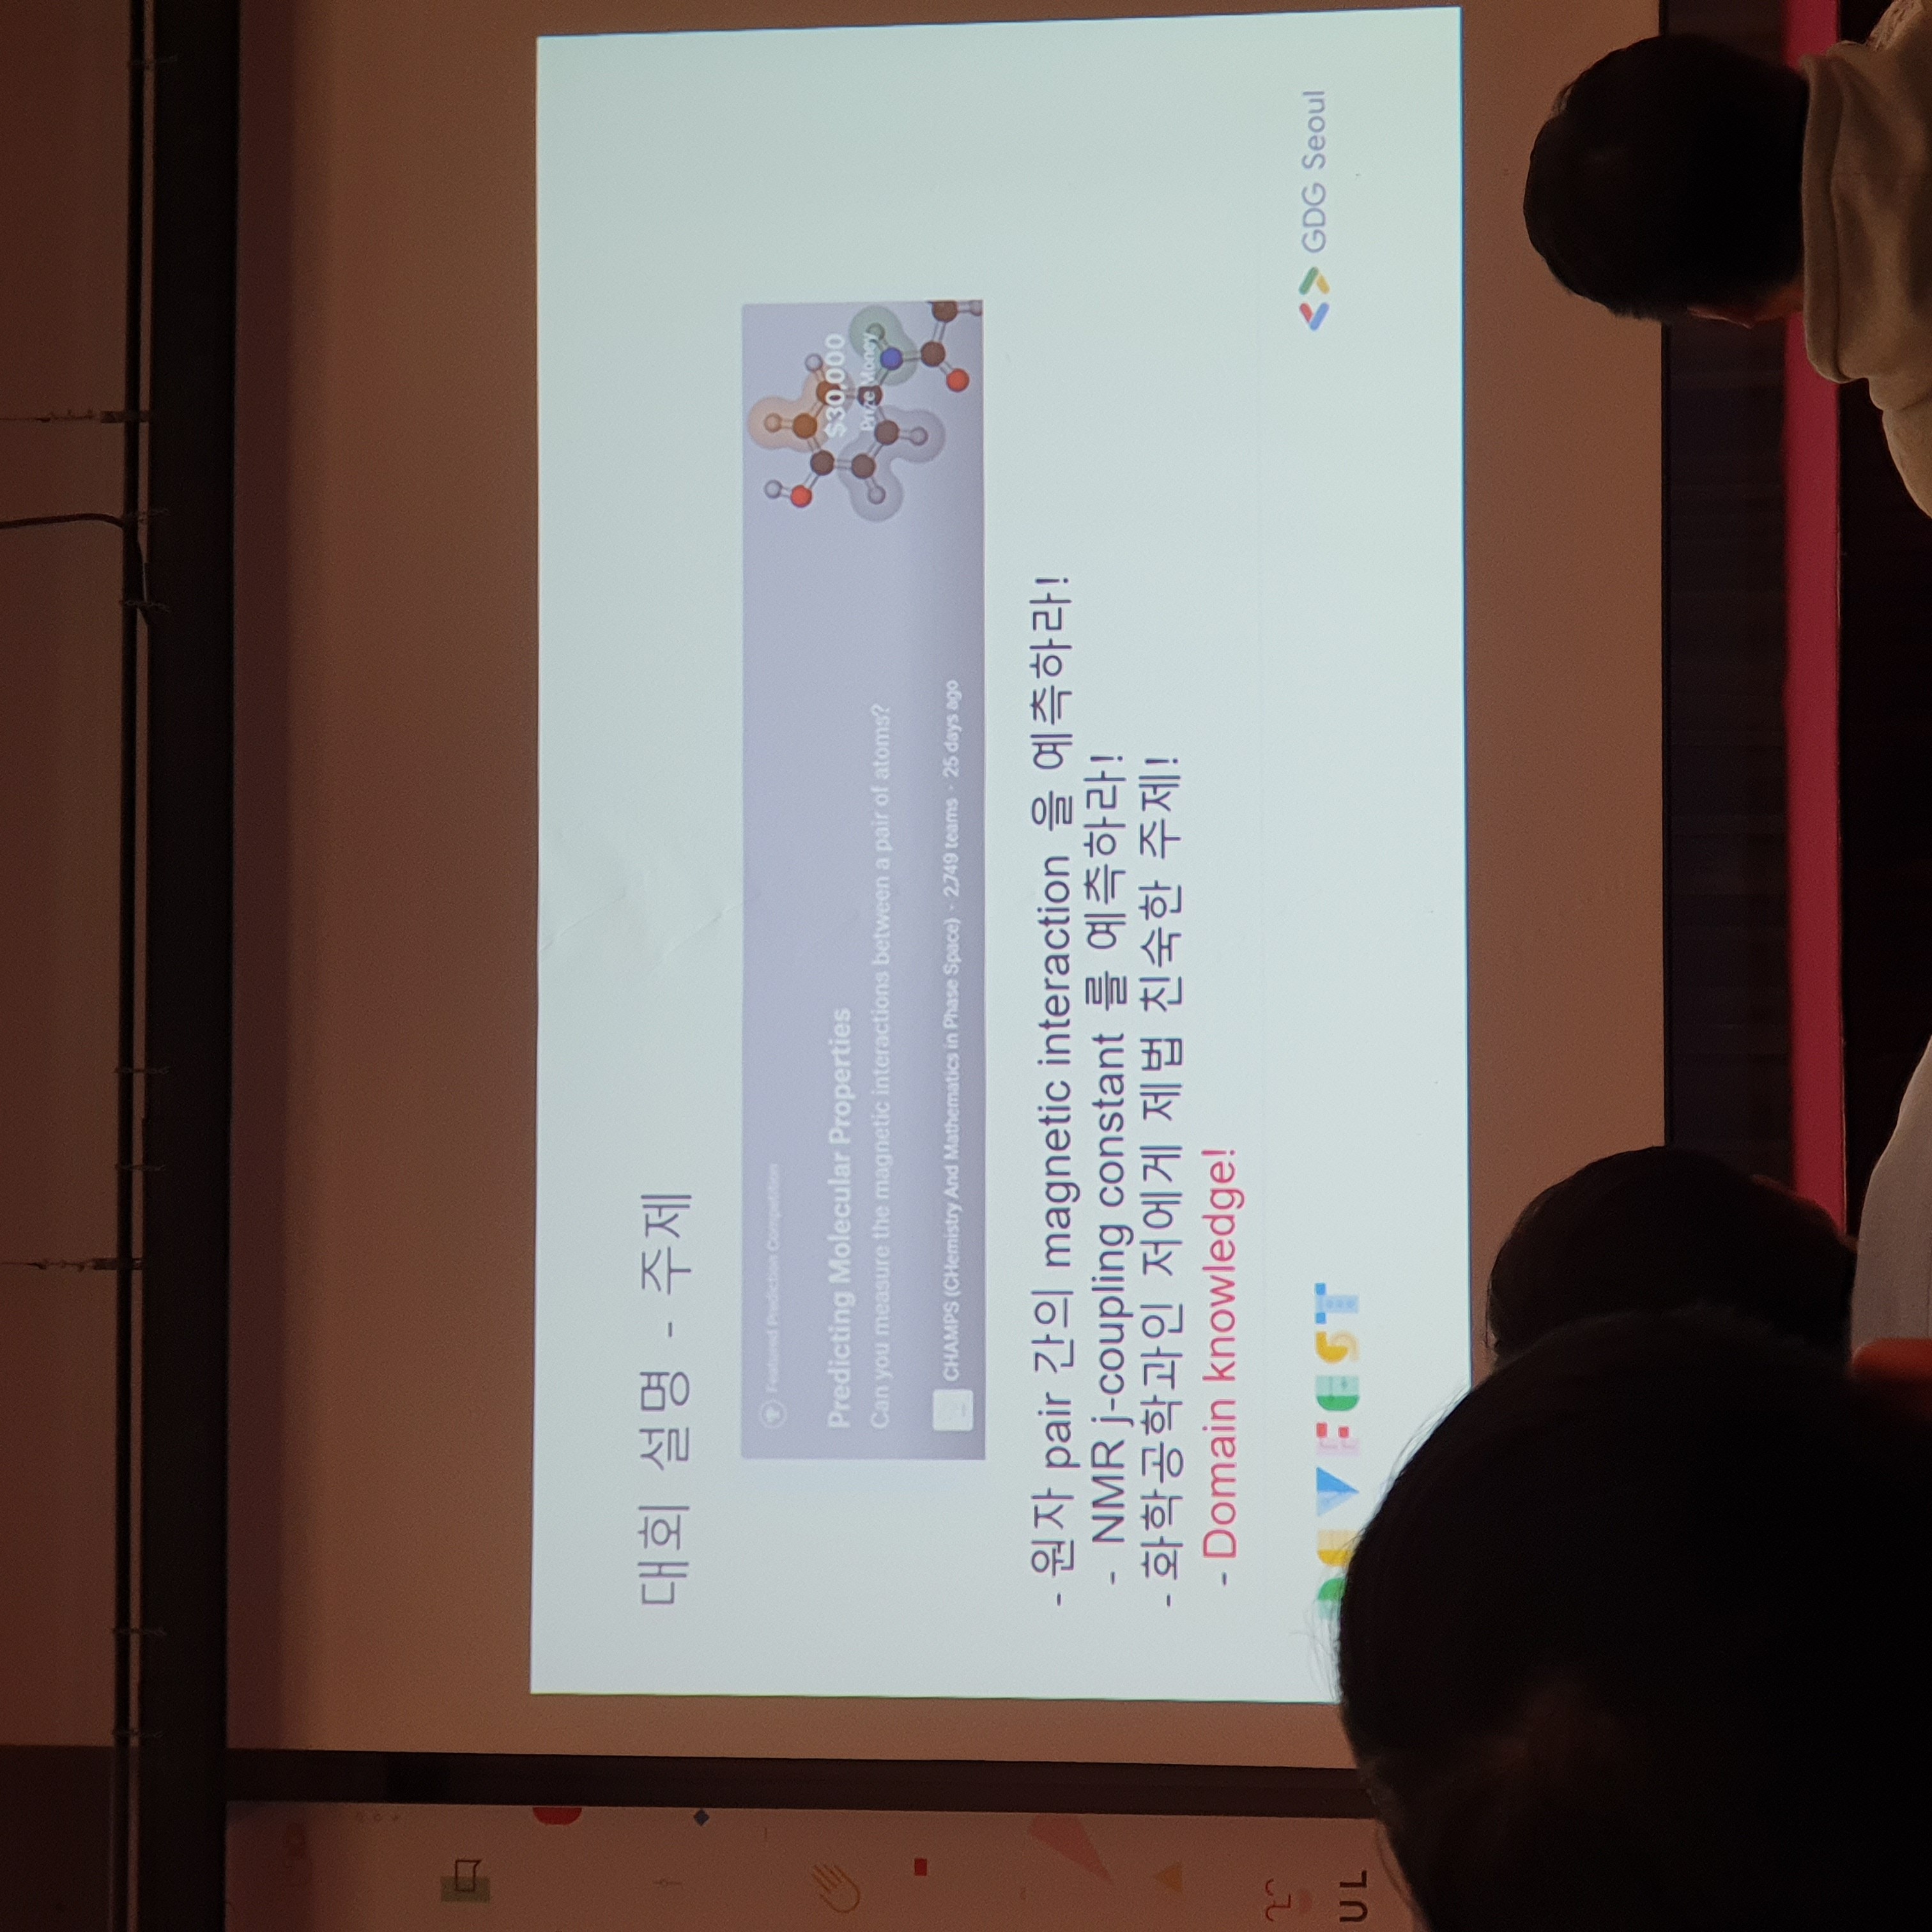 대회 설명 - 주제
Featured Prediction Competition
Predicting Molecular Properties
Can you measure the magnetic interactions between a pair of atoms?
$30,000
Prize Money
CHAMPS (CHemistry And Mathematics in Phase Space) · 2,749 teams · 25 days ago
- 원자 pair 간의 magnetic interaction 을 예측하라!
- NMR j-coupling constant 를 예측하라!
- 화학공학과인 저에게 제법 친숙한 주제!
- Domain knowledge!
DEVFEST
GDG Seoul
UL